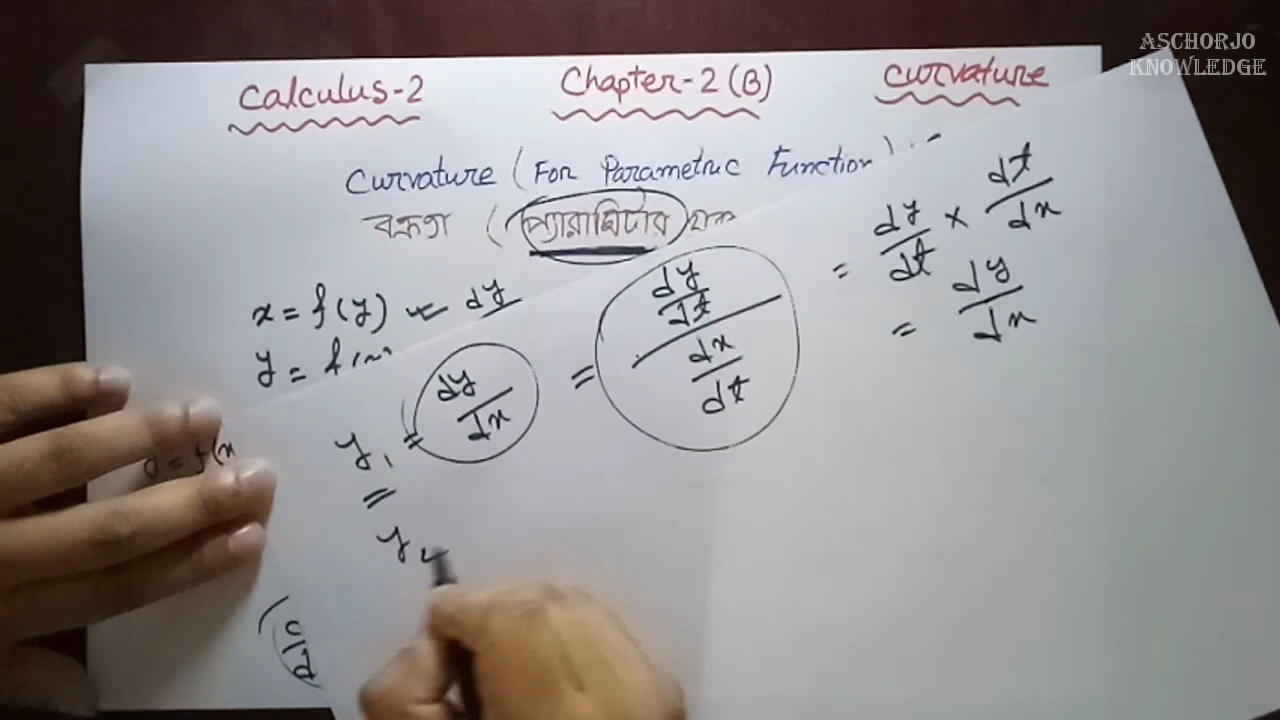 ASCHORJO
KNOWLEDGE
Calculus-2 Chapter-2 (B) Curvature
Curvature (For Parametric Function)
বক্রতা ( প্যারামিটার
x = f(y) dy
y = f
y₁ = dy/dx = (dy/dt)/(dx/dt) = dy/dt × dt/dx
= dy/dx
= f(x
=
y